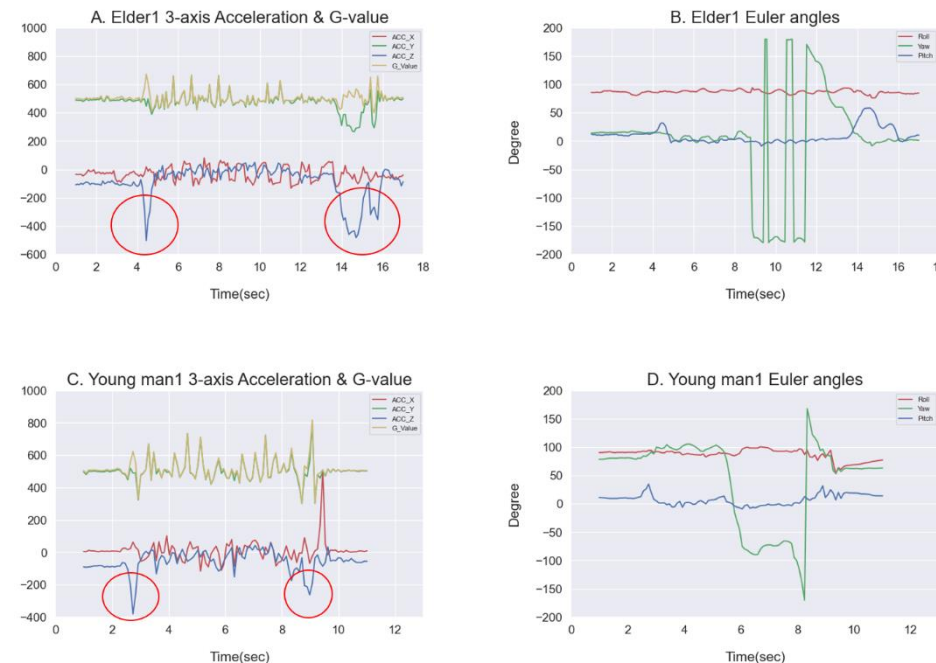 A. Elder1 3-axis Acceleration & G-value
1000
800
600
400
200
0
−200
−400
−600
ACC_X
ACC_Y
ACC_Z
G_Value
0 2 4 6 8 10 12 14 16 18
Time(sec)
B. Elder1 Euler angles
Degree
200
150
100
50
0
−50
−100
−150
−200
Roll
Yaw
Pitch
0 2 4 6 8 10 12 14 16
Time(sec)
C. Young man1 3-axis Acceleration & G-value
1000
800
600
400
200
0
−200
−400
ACC_X
ACC_Y
ACC_Z
G_Value
0 2 4 6 8 10 12
Time(sec)
D. Young man1 Euler angles
Degree
200
150
100
50
0
−50
−100
−150
−200
Roll
Yaw
Pitch
0 2 4 6 8 10 12
Time(sec)